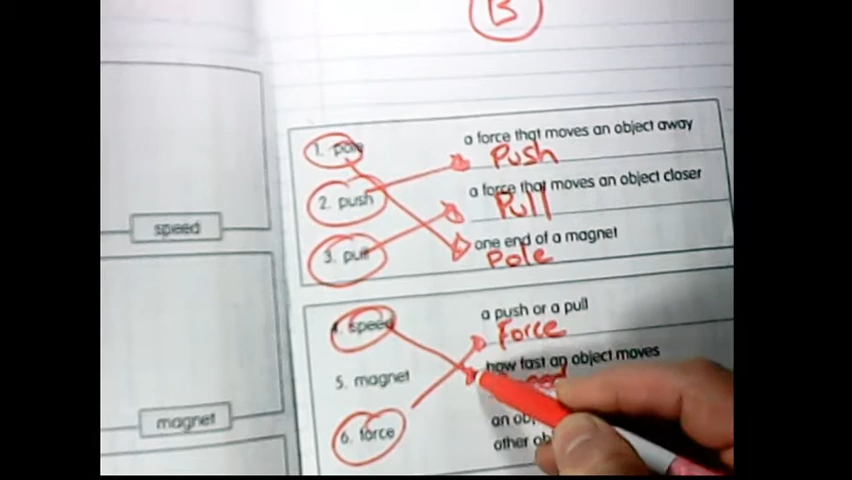 B
1. pole
a force that moves an object away
Push
2. push
a force that moves an object closer
Pull
3. pull
one end of a magnet
Pole
speed
4. speed
a push or a pull
Force
5. magnet
how fast an object moves
magnet
6. force
an
other